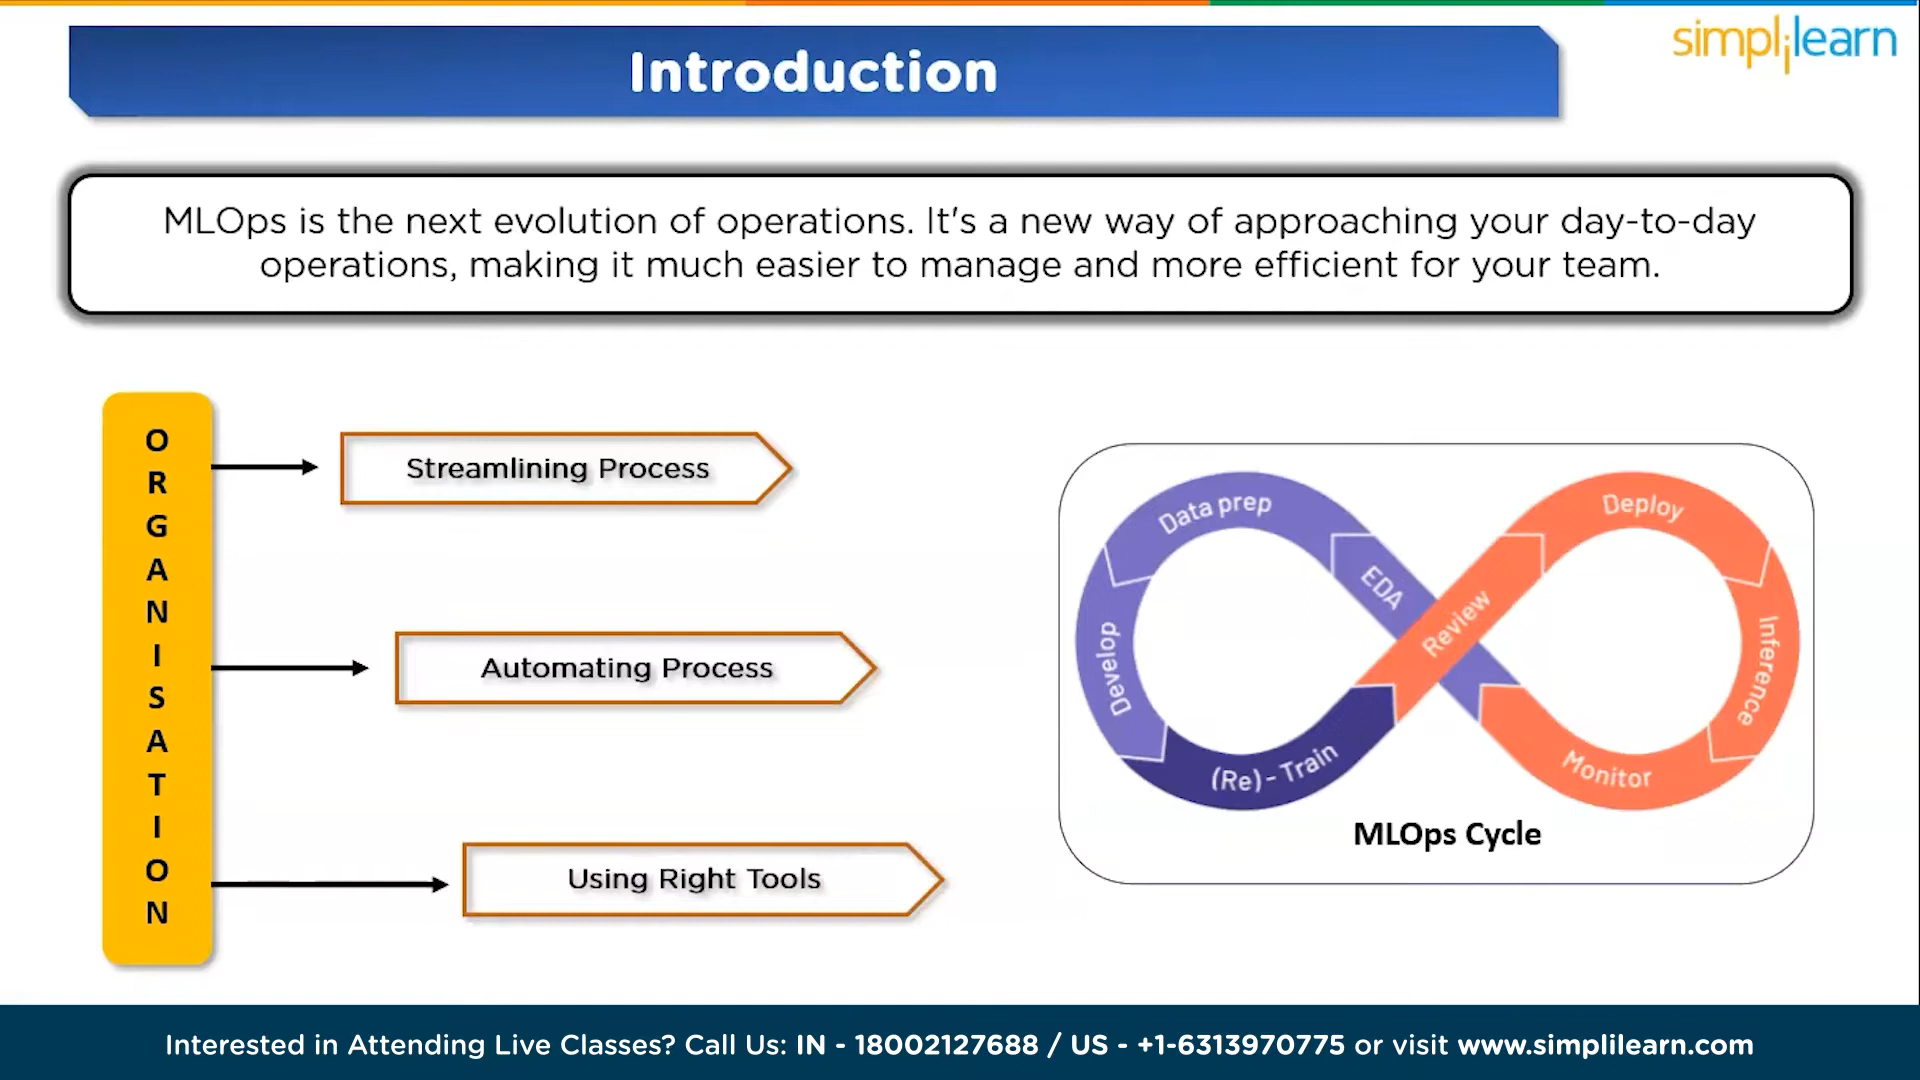 Introduction
simplilearn
MLOps is the next evolution of operations. It's a new way of approaching your day-to-day
operations, making it much easier to manage and more efficient for your team.
ORGANISATION
Streamlining Process
Automating Process
Using Right Tools
Data prep
EDA
Develop
(Re) - Train
Review
Deploy
Inference
Monitor
MLOps Cycle
Interested in Attending Live Classes? Call Us: IN - 18002127688 / US - +1-6313970775 or visit www.simplilearn.com